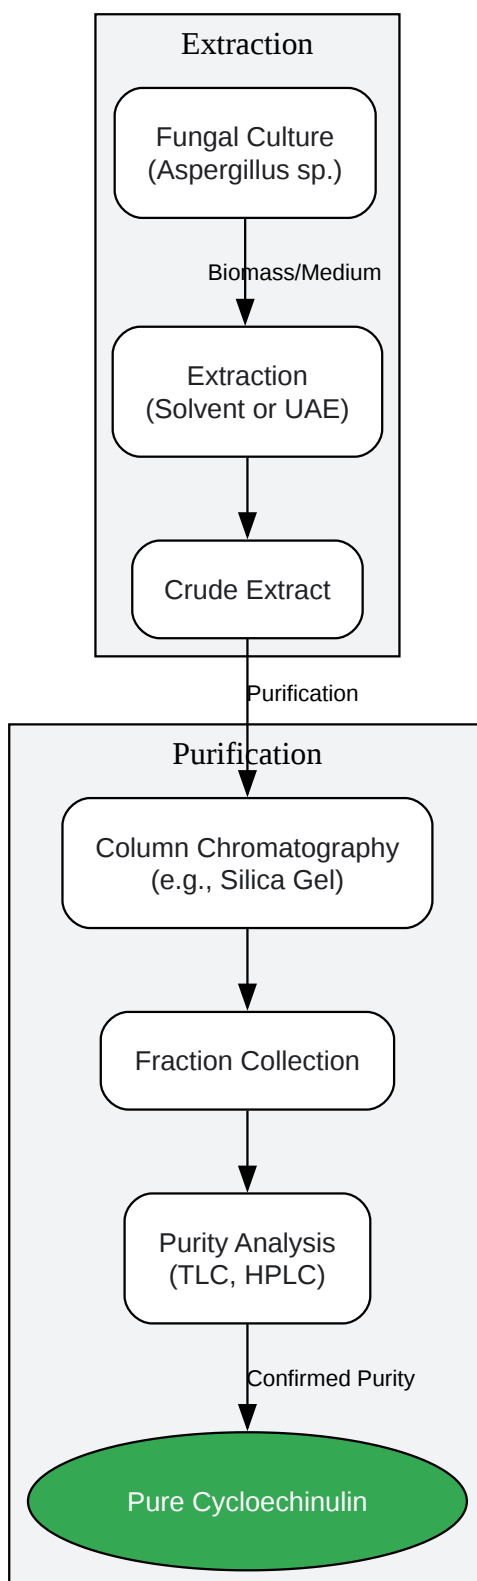 Extraction
Fungal Culture
(Aspergillus sp.)
Biomass/Medium
Extraction
(Solvent or UAE)
Crude Extract
Purification
Purification
Column Chromatography
(e.g., Silica Gel)
Fraction Collection
Purity Analysis
(TLC, HPLC)
Confirmed Purity
Pure Cycloechinulin